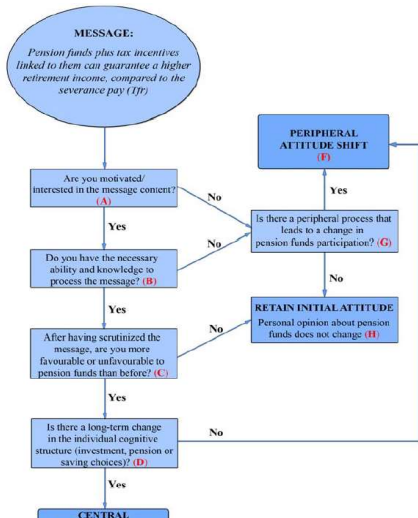 MESSAGE:
Pension funds plus tax incentives
linked to them can guarantee a higher
retirement income, compared to the
severance pay (Tfr)
PERIPHERAL
ATTITUDE SHIFT
(F)
Are you motivated/
interested in the message content?
(A)
No
Yes
Yes
Is there a peripheral process that
leads to a change in
pension funds participation? (G)
Do you have the necessary
ability and knowledge to
process the message? (B)
No
No
Yes
RETAIN INITIAL ATTITUDE
Personal opinion about pension
funds does not change (H)
After having scrutinized the
message, are you more
favourable or unfavourable to
pension funds than before? (C)
No
Yes
Is there a long-term change
in the individual cognitive
structure (investment, pension or
saving choices)? (D)
No
Yes
CENTRAL